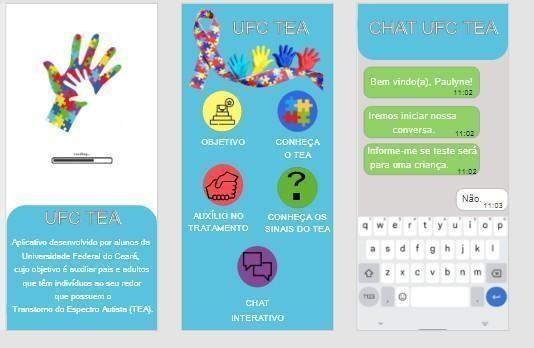 Loading...
UFC TEA
Aplicativo desenvolvido por alunos da
Universidade Federal do Ceará,
cujo objetivo é auxiliar pais e adultos
que têm indivíduos ao seu redor
que possuem o
Transtorno do Espectro Autista (TEA).
UFC TEA
OBJETIVO
CONHEÇA
O TEA
AUXÍLIO NO
TRATAMENTO
?
CONHEÇA OS
SINAIS DO TEA
CHAT
INTERATIVO
CHAT UFC TEA
Bem vindo(a), Paulyne!
11:02
Iremos iniciar nossa
conversa.
11:02
Informe-me se teste será
para uma criança.
11:02
Não.
11:03
q w e r t y u i o p
a s d f g h j k l
z x c v b n m
?123 , .